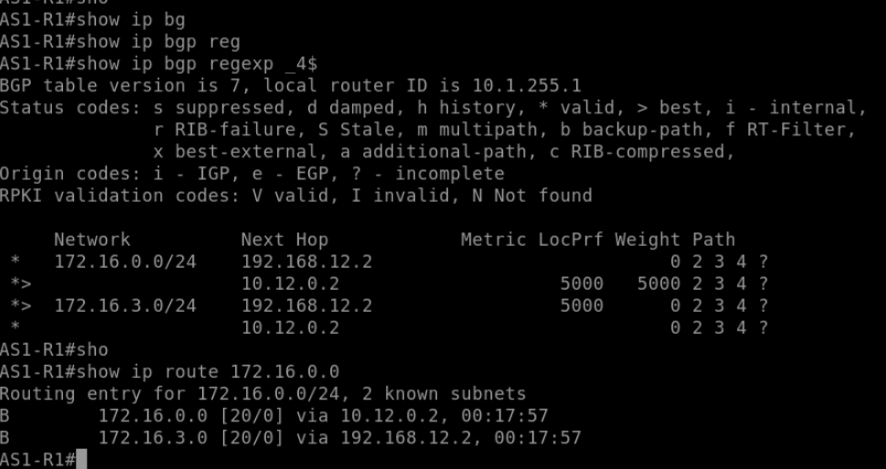 AS1-R1#sho
AS1-R1#show ip bg
AS1-R1#show ip bgp reg
AS1-R1#show ip bgp regexp _4$
BGP table version is 7, local router ID is 10.1.255.1
Status codes: s suppressed, d damped, h history, * valid, > best, i - internal,
              r RIB-failure, S Stale, m multipath, b backup-path, f RT-Filter,
              x best-external, a additional-path, c RIB-compressed,
Origin codes: i - IGP, e - EGP, ? - incomplete
RPKI validation codes: V valid, I invalid, N Not found
     Network          Next Hop            Metric LocPrf Weight Path
 *   172.16.0.0/24    192.168.12.2                           0 2 3 4 ?
 *>                   10.12.0.2                    5000   5000 2 3 4 ?
 *>  172.16.3.0/24    192.168.12.2                 5000      0 2 3 4 ?
 *                    10.12.0.2                              0 2 3 4 ?
AS1-R1#sho
AS1-R1#show ip route 172.16.0.0
Routing entry for 172.16.0.0/24, 2 known subnets
B        172.16.0.0 [20/0] via 10.12.0.2, 00:17:57
B        172.16.3.0 [20/0] via 192.168.12.2, 00:17:57
AS1-R1#